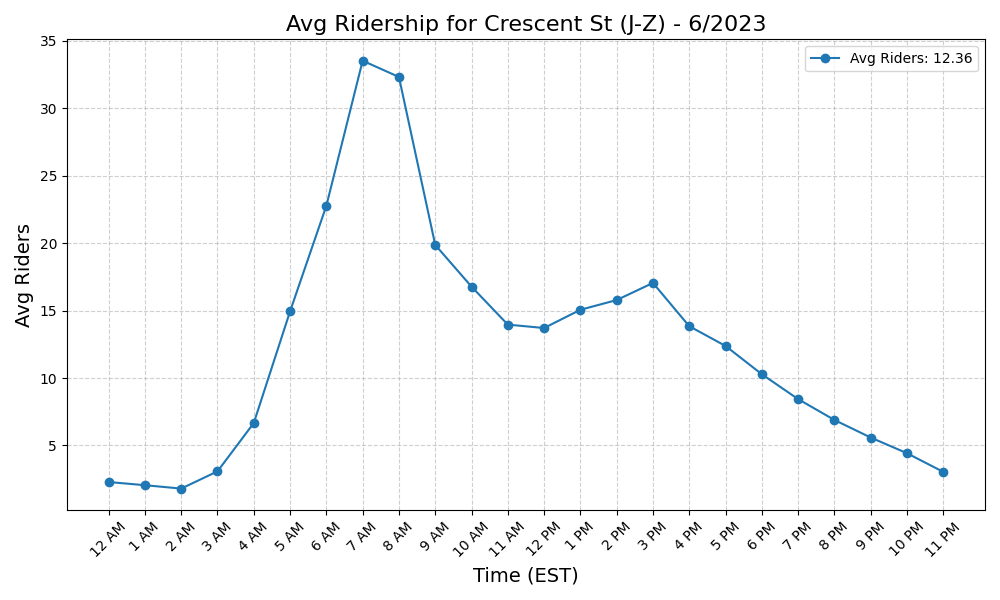 Avg Ridership for Crescent St (J-Z) - 6/2023
Avg Riders: 12.36
Avg Riders
35
30
25
20
15
10
5
12 AM
1 AM
2 AM
3 AM
4 AM
5 AM
6 AM
7 AM
8 AM
9 AM
10 AM
11 AM
12 PM
1 PM
2 PM
3 PM
4 PM
5 PM
6 PM
7 PM
8 PM
9 PM
10 PM
11 PM
Time (EST)